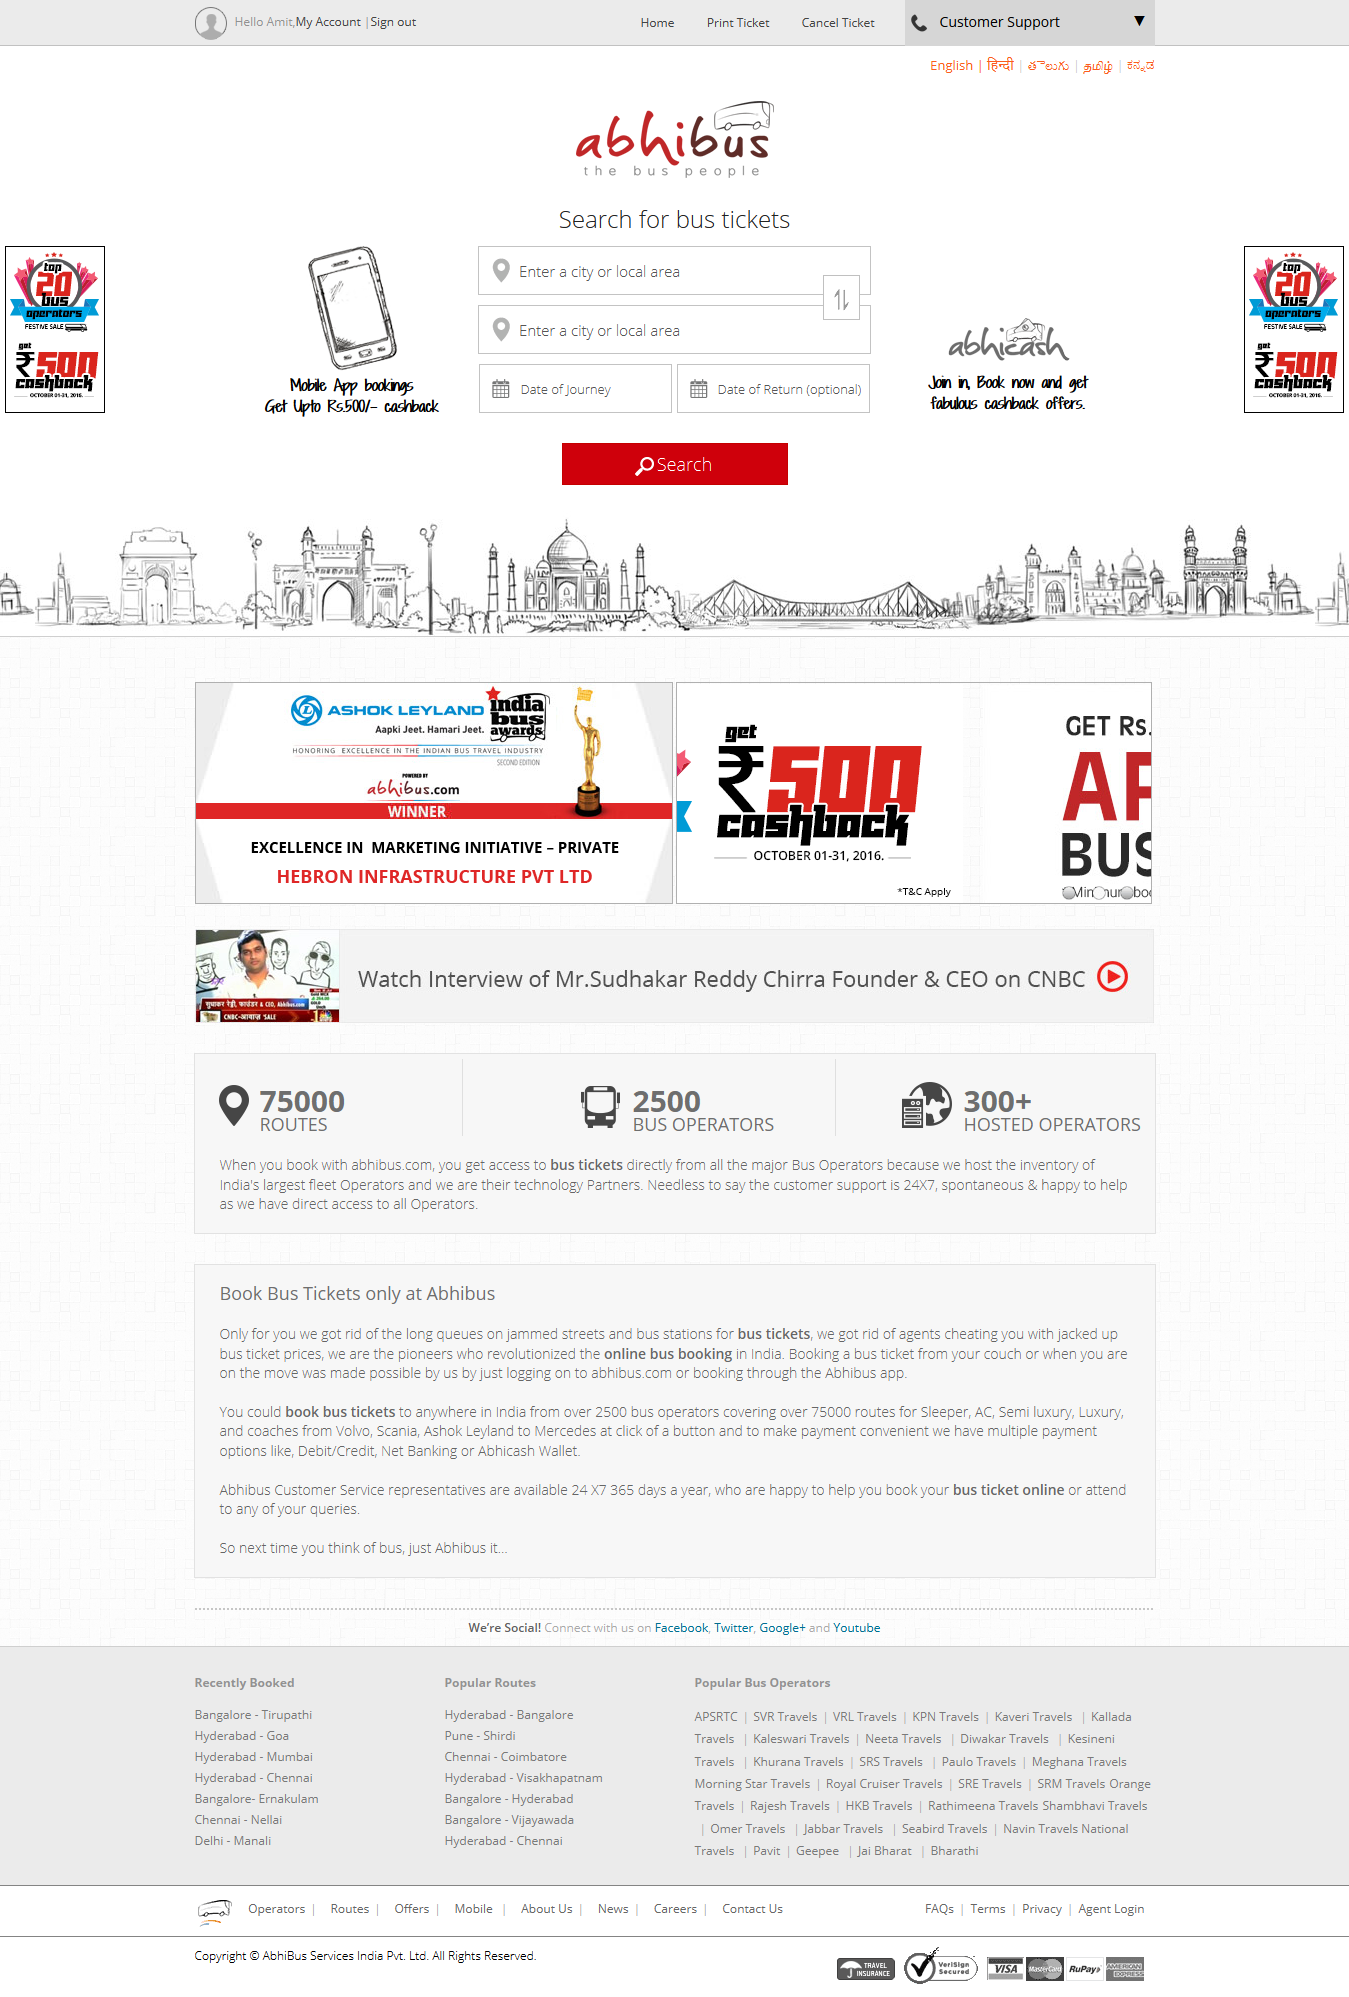 Hello Amit,My Account |Sign out
Home
Print Ticket
Cancel Ticket
Customer Support ▼
English | हिन्दी | తెలుగు | தமிழ் | ಕನ್ನಡ
abhibus
the bus people
Search for bus tickets
top
20
bus
operators
FESTIVE SALE
get
₹500
cashback
OCTOBER 01-31, 2016.
Mobile App bookings
Get Upto Rs.500/- cashback
Enter a city or local area
Enter a city or local area
Date of Journey
Date of Return (optional)
abhicash
Join in, Book now and get
fabulous cashback offers.
top
20
bus
operators
FESTIVE SALE
get
₹500
cashback
OCTOBER 01-31, 2016.
Search
ASHOK LEYLAND
Aapki Jeet. Hamari Jeet.
india
bus
awards
HONORING EXCELLENCE IN THE INDIAN BUS TRAVEL INDUSTRY
SECOND EDITION
POWERED BY
abhibus.com
WINNER
EXCELLENCE IN MARKETING INITIATIVE – PRIVATE
HEBRON INFRASTRUCTURE PVT LTD
get
₹500
cashback
OCTOBER 01-31, 2016.
*T&C Apply
GET Rs.
AP
BUS
सुधाकर रेड्डी, फाउंडर & CEO, Abhibus.com
CNBC-आवाज़ SALE
Watch Interview of Mr.Sudhakar Reddy Chirra Founder & CEO on CNBC
75000
ROUTES
2500
BUS OPERATORS
300+
HOSTED OPERATORS
When you book with abhibus.com, you get access to bus tickets directly from all the major Bus Operators because we host the inventory of
India's largest fleet Operators and we are their technology Partners. Needless to say the customer support is 24X7, spontaneous & happy to help
as we have direct access to all Operators.
Book Bus Tickets only at Abhibus
Only for you we got rid of the long queues on jammed streets and bus stations for bus tickets, we got rid of agents cheating you with jacked up
bus ticket prices, we are the pioneers who revolutionized the online bus booking in India. Booking a bus ticket from your couch or when you are
on the move was made possible by us by just logging on to abhibus.com or booking through the Abhibus app.
You could book bus tickets to anywhere in India from over 2500 bus operators covering over 75000 routes for Sleeper, AC, Semi luxury, Luxury,
and coaches from Volvo, Scania, Ashok Leyland to Mercedes at click of a button and to make payment convenient we have multiple payment
options like, Debit/Credit, Net Banking or Abhicash Wallet.
Abhibus Customer Service representatives are available 24 X7 365 days a year, who are happy to help you book your bus ticket online or attend
to any of your queries.
So next time you think of bus, just Abhibus it...
We're Social! Connect with us on Facebook, Twitter, Google+ and Youtube
Recently Booked
Bangalore - Tirupathi
Hyderabad - Goa
Hyderabad - Mumbai
Hyderabad - Chennai
Bangalore- Ernakulam
Chennai - Nellai
Delhi - Manali
Popular Routes
Hyderabad - Bangalore
Pune - Shirdi
Chennai - Coimbatore
Hyderabad - Visakhapatnam
Bangalore - Hyderabad
Bangalore - Vijayawada
Hyderabad - Chennai
Popular Bus Operators
APSRTC | SVR Travels | VRL Travels | KPN Travels | Kaveri Travels | Kallada
Travels | Kaleswari Travels | Neeta Travels | Diwakar Travels | Kesineni
Travels | Khurana Travels | SRS Travels | Paulo Travels | Meghana Travels
Morning Star Travels | Royal Cruiser Travels | SRE Travels | SRM Travels Orange
Travels | Rajesh Travels | HKB Travels | Rathimeena Travels Shambhavi Travels
| Omer Travels | Jabbar Travels | Seabird Travels | Navin Travels National
Travels | Pavit | Geepee | Jai Bharat | Bharathi
Operators | Routes | Offers | Mobile | About Us | News | Careers | Contact Us
FAQs | Terms | Privacy | Agent Login
Copyright © AbhiBus Services India Pvt. Ltd. All Rights Reserved.
TRAVEL
INSURANCE
VeriSign
Secured
VISA
MasterCard
RuPay
AMERICAN
EXPRESS